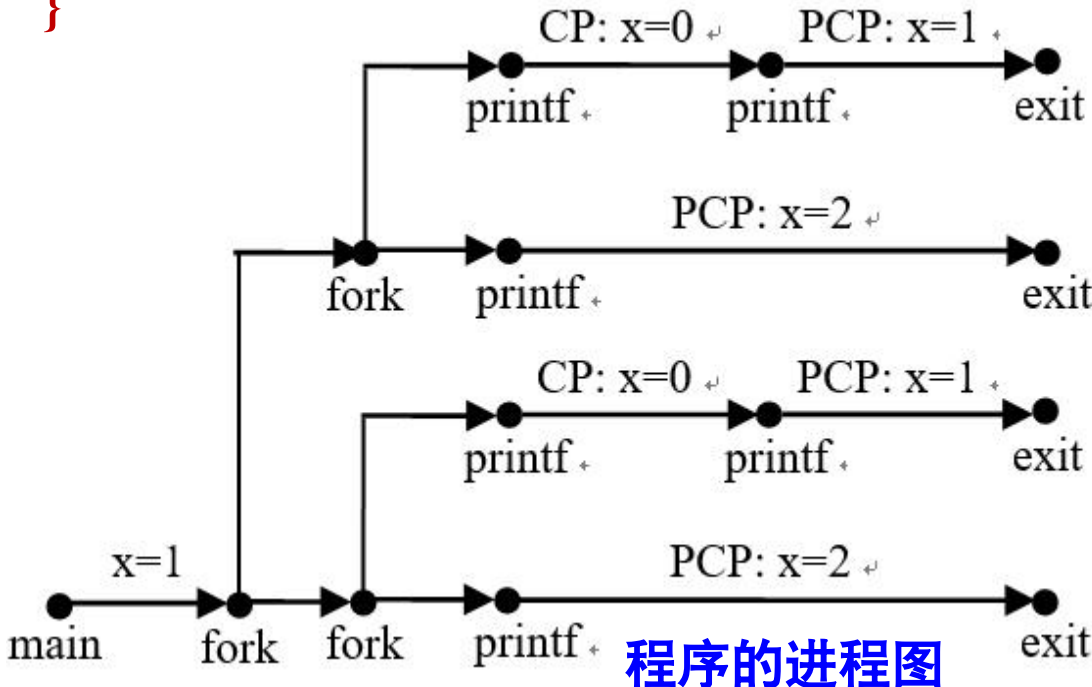 }
CP: x=0 ↵ PCP: x=1 ↵
printf ↵ printf ↵ exit
PCP: x=2 ↵
fork printf ↵ exit
CP: x=0 ↵ PCP: x=1 ↵
printf ↵ printf ↵ exit
x=1 PCP: x=2 ↵
main fork fork printf ↵ exit
程序的进程图